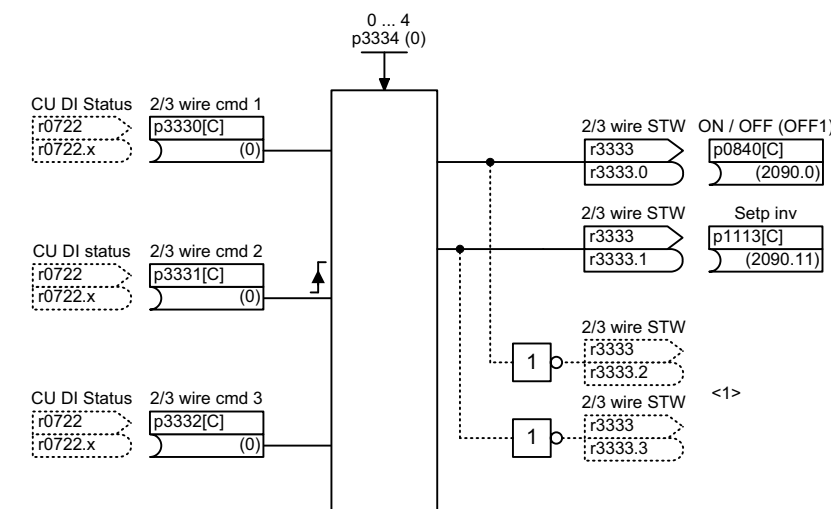 0 ... 4
p3334 (0)
CU DI Status 2/3 wire cmd 1
r0722 p3330[C]
r0722.x (0)
2/3 wire STW ON / OFF (OFF1)
r3333 p0840[C]
r3333.0 (2090.0)
2/3 wire STW Setp inv
r3333 p1113[C]
r3333.1 (2090.11)
CU DI status 2/3 wire cmd 2
r0722 p3331[C]
r0722.x (0)
2/3 wire STW
1 r3333
r3333.2
<1>
CU DI Status 2/3 wire cmd 3
r0722 p3332[C]
r0722.x (0)
2/3 wire STW
1 r3333
r3333.3